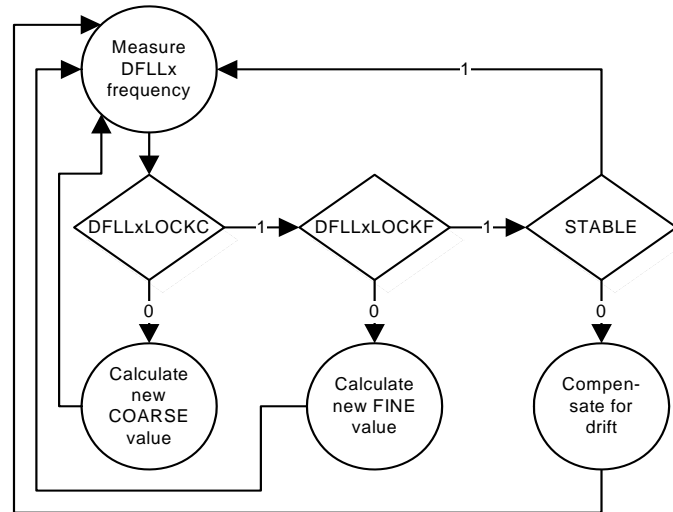 Measure
DFLLx
frequency
1
DFLLxLOCKC
1
DFLLxLOCKF
1
STABLE
0
0
0
Calculate
new
COARSE
value
Calculate
new FINE
value
Compen-
sate for
drift